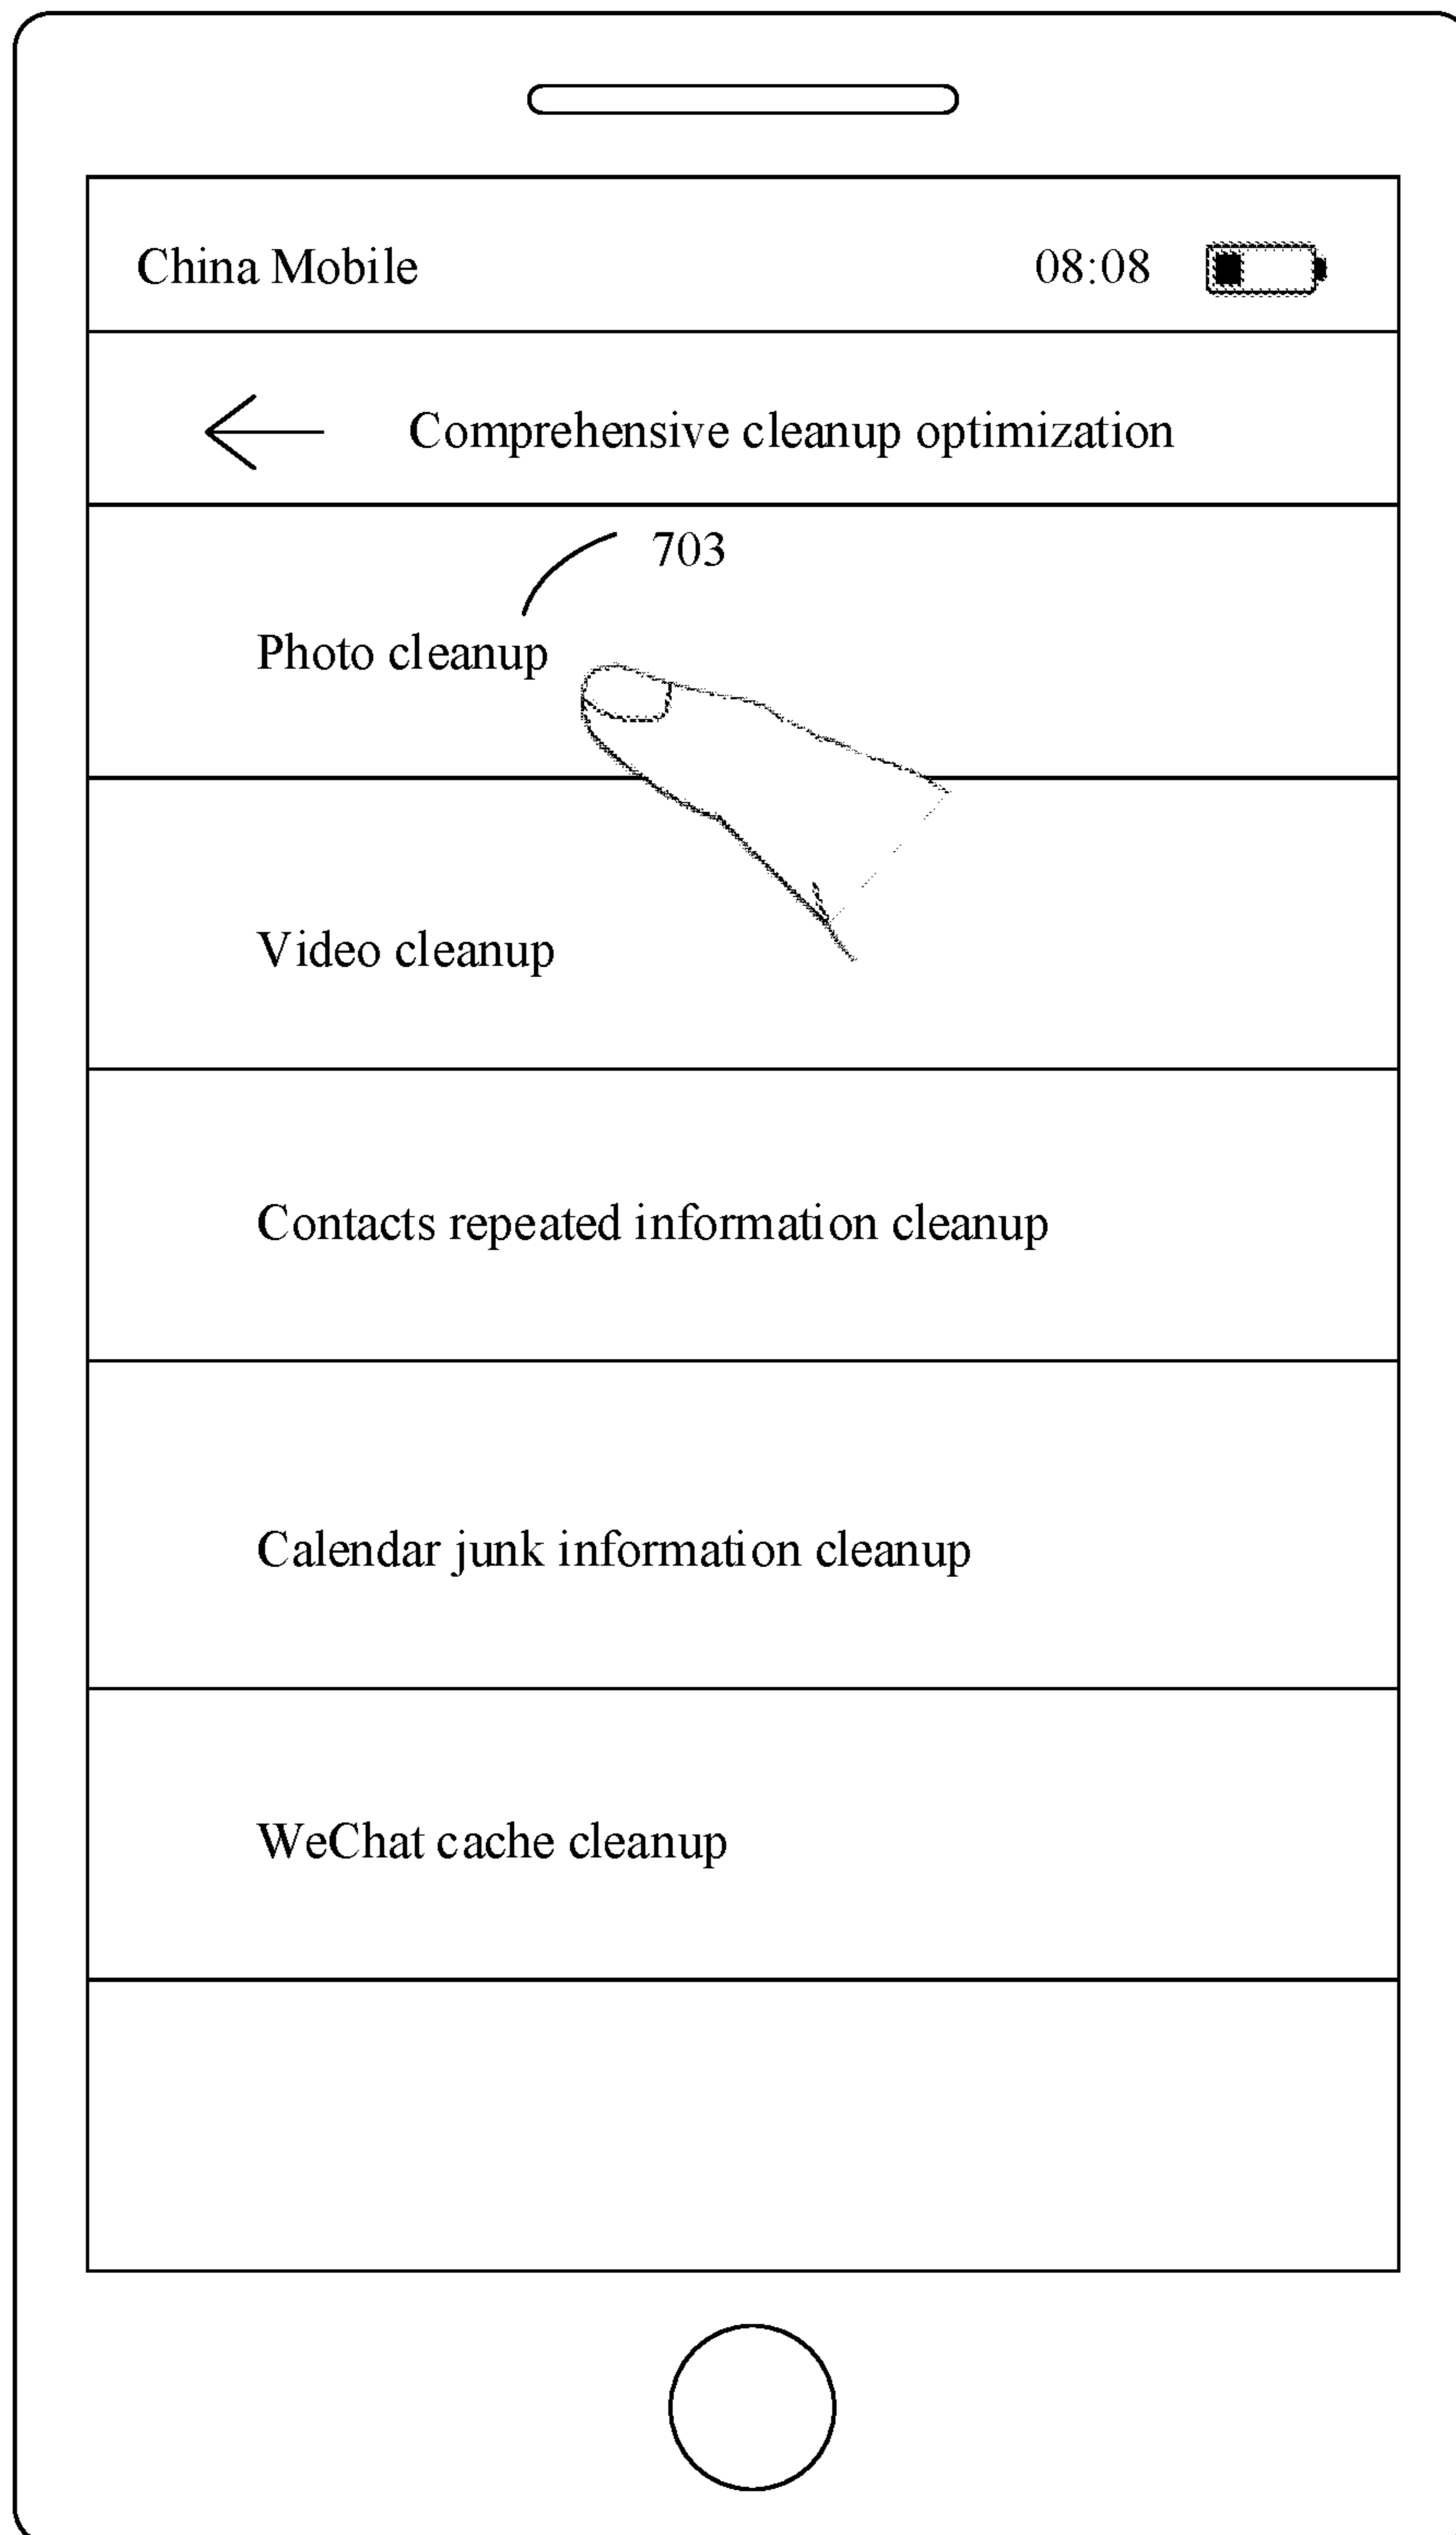 China Mobile 08:08
Comprehensive cleanup optimization
703
Photo cleanup
Video cleanup
Contacts repeated information cleanup
Calendar junk information cleanup
WeChat cache cleanup